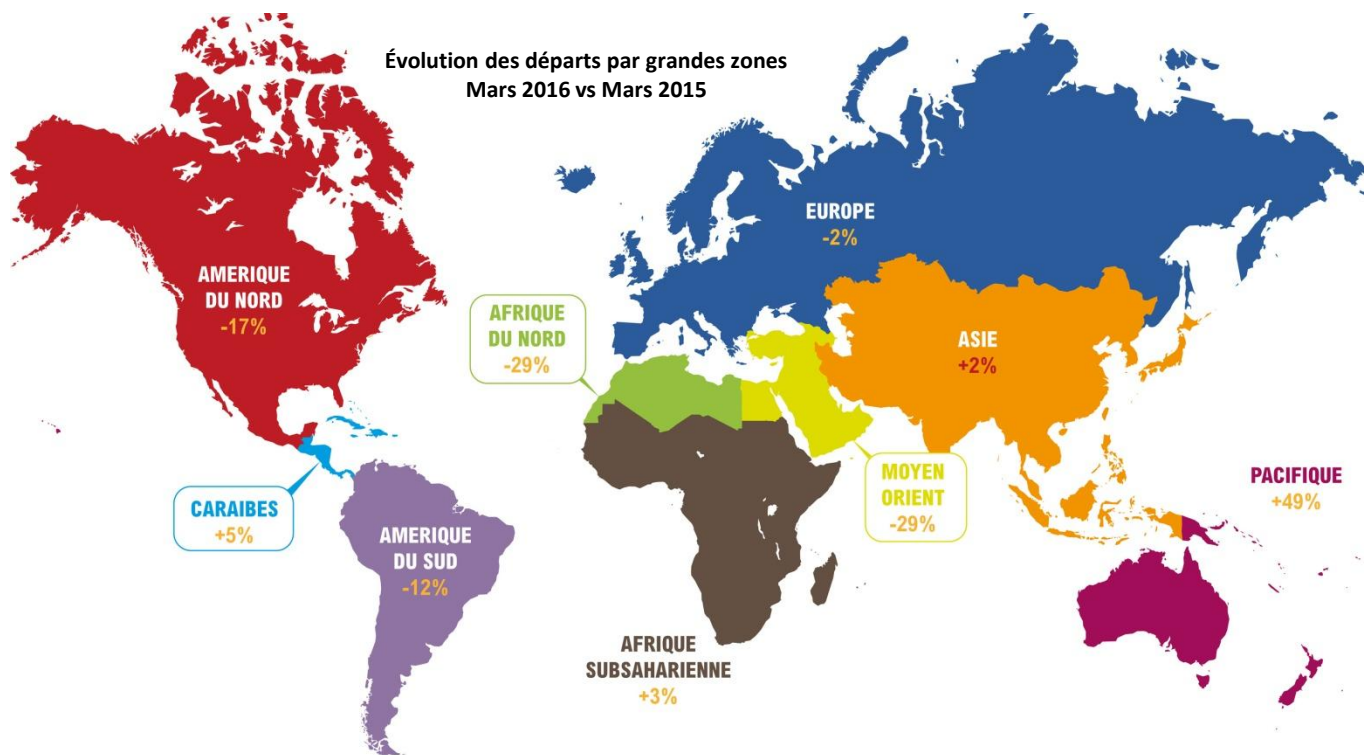 Évolution des départs par grandes zones
Mars 2016 vs Mars 2015
EUROPE
-2%
AMERIQUE
DU NORD
-17%
AFRIQUE
DU NORD
-29%
ASIE
+2%
MOYEN
ORIENT
-29%
PACIFIQUE
+49%
CARAIBES
+5%
AMERIQUE
DU SUD
-12%
AFRIQUE
SUBSAHARIENNE
+3%